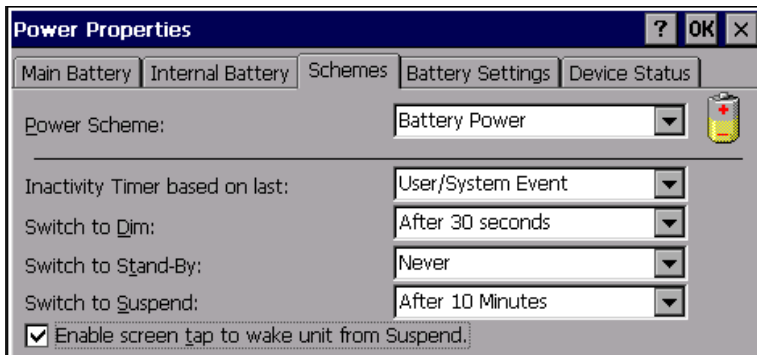 Power Properties ? OK ×
Main Battery Internal Battery Schemes Battery Settings Device Status
Power Scheme: Battery Power
Inactivity Timer based on last: User/System Event
Switch to Dim: After 30 seconds
Switch to Stand-By: Never
Switch to Suspend: After 10 Minutes
Enable screen tap to wake unit from Suspend.